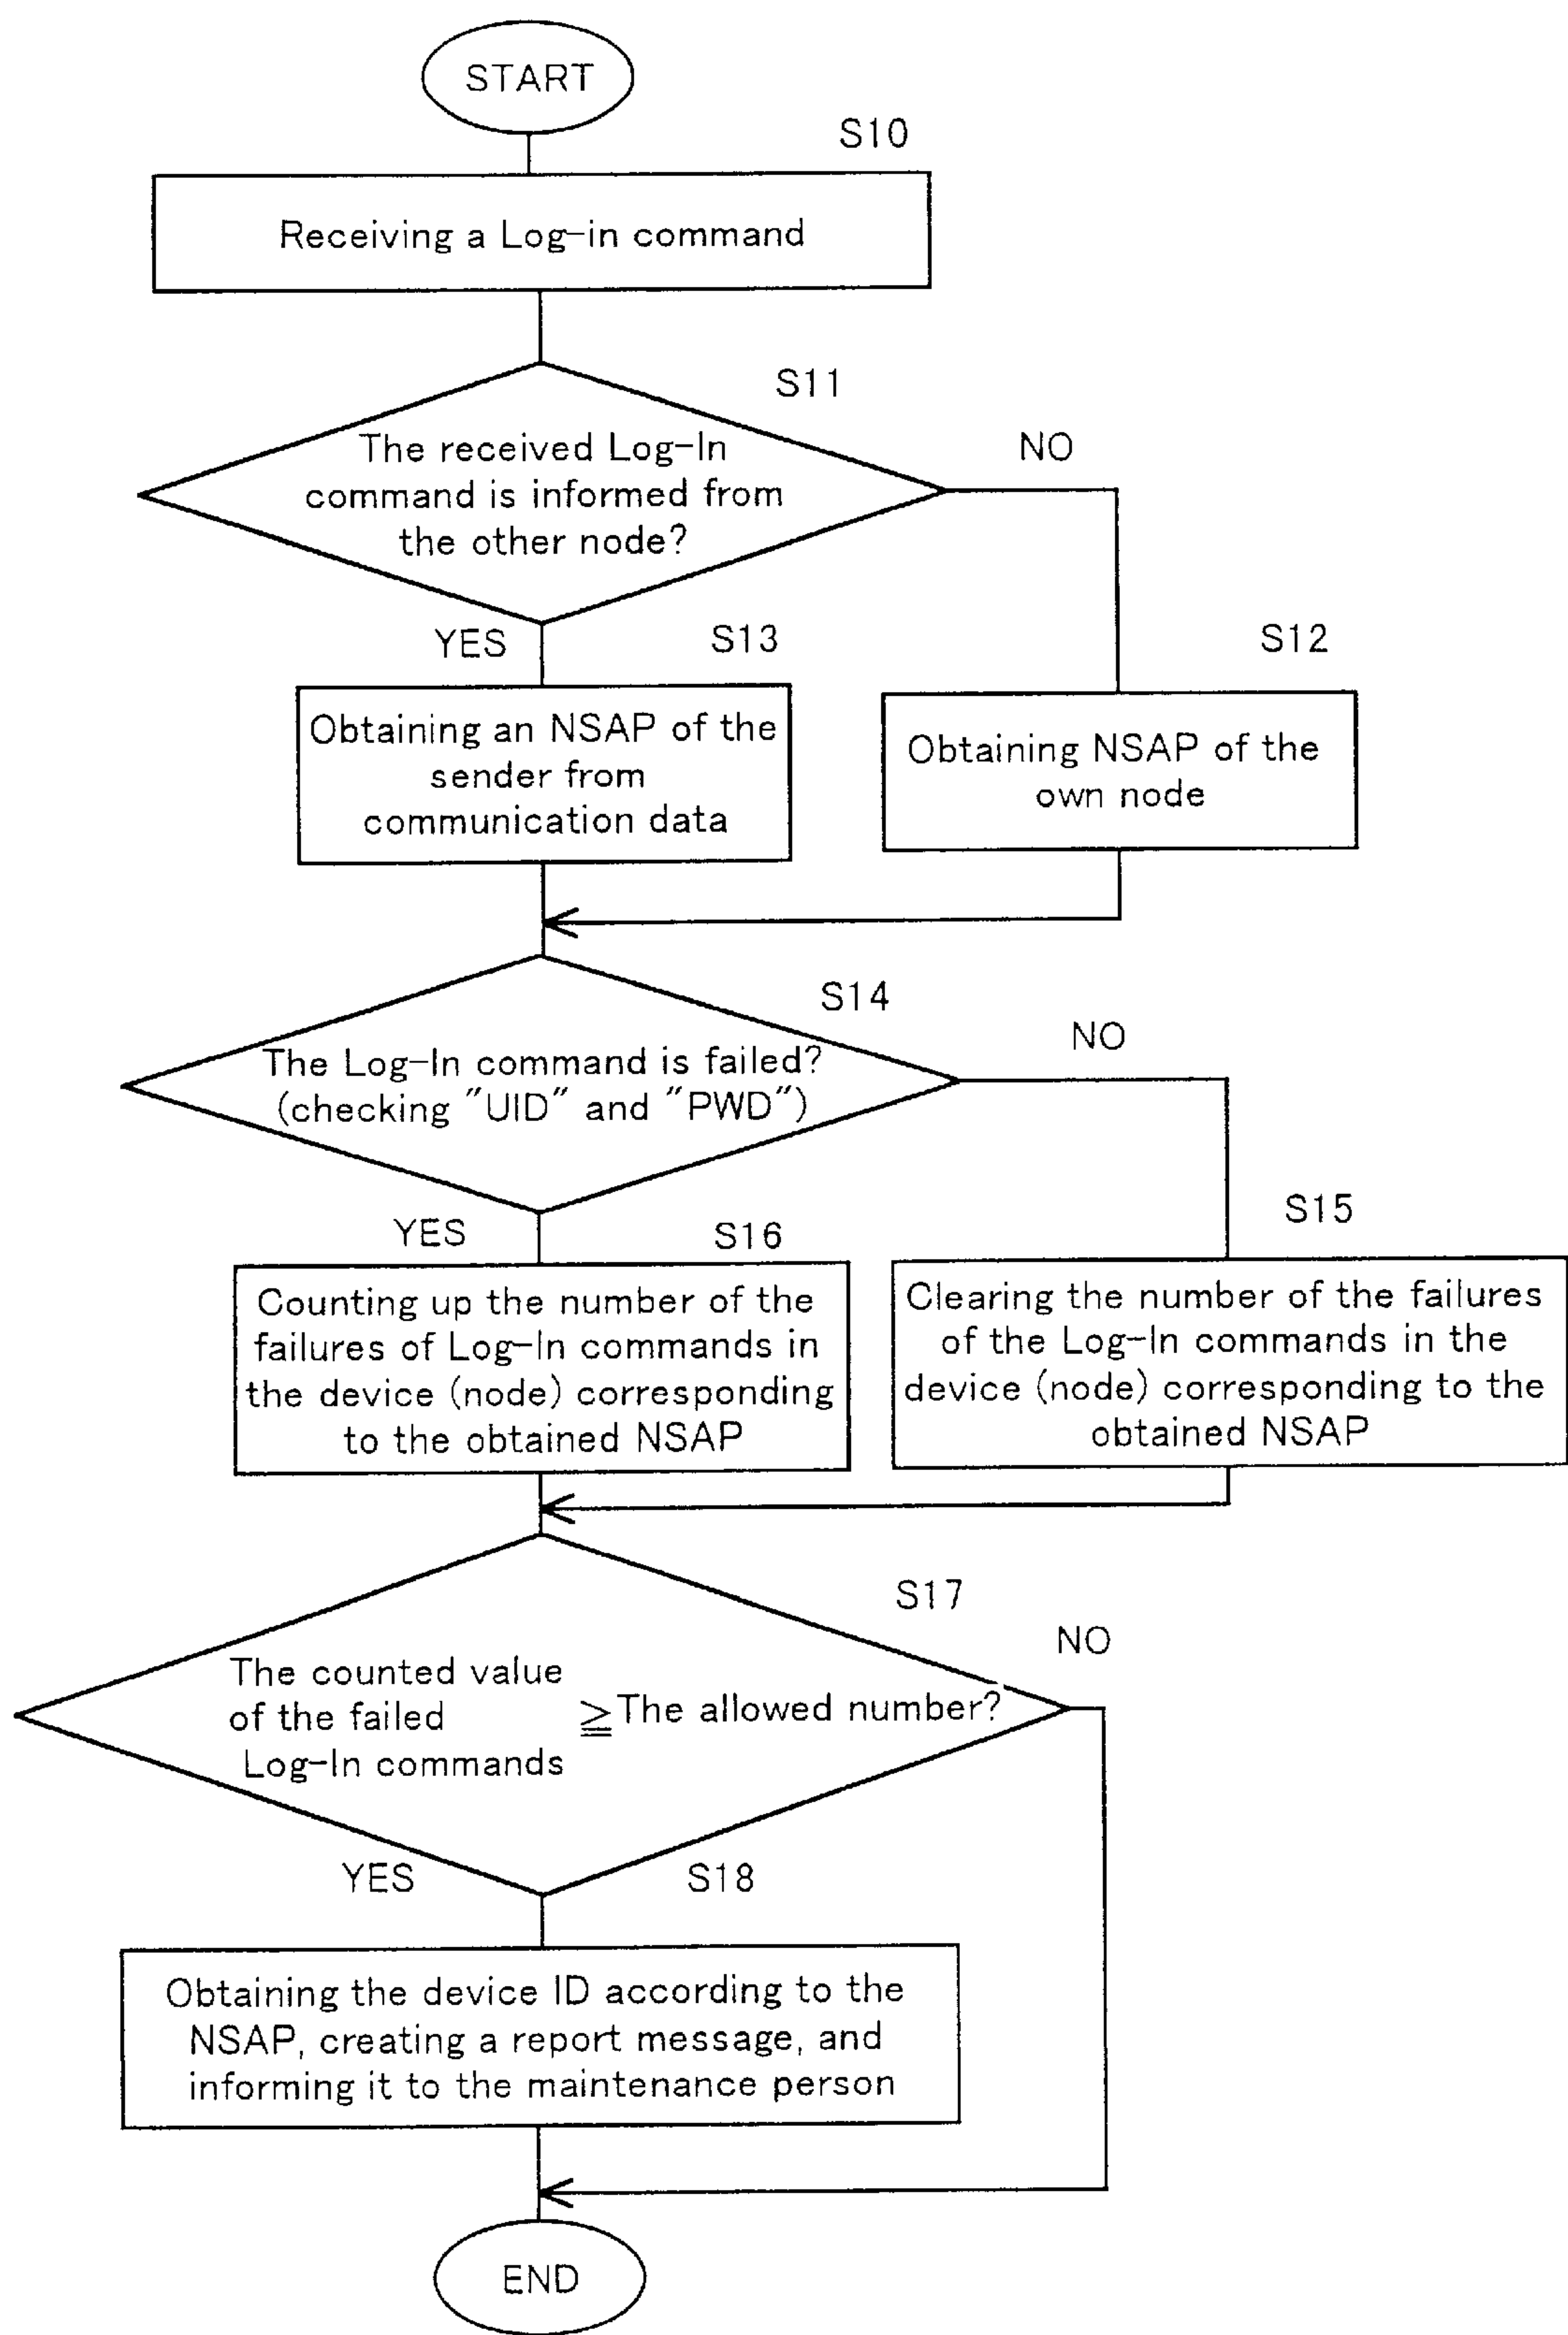 START
S10
Receiving a Log-in command
S11
The received Log-In
command is informed from
the other node?
NO
YES
S13
S12
Obtaining an NSAP of the
sender from
communication data
Obtaining NSAP of the
own node
S14
The Log-In command is failed?
(checking "UID" and "PWD")
NO
YES
S16
S15
Counting up the number of the
failures of Log-In commands in
the device (node) corresponding
to the obtained NSAP
Clearing the number of the failures
of the Log-In commands in the
device (node) corresponding to the
obtained NSAP
S17
NO
The counted value
of the failed
Log-In commands
≧The allowed number?
YES
S18
Obtaining the device ID according to the
NSAP, creating a report message, and
informing it to the maintenance person
END